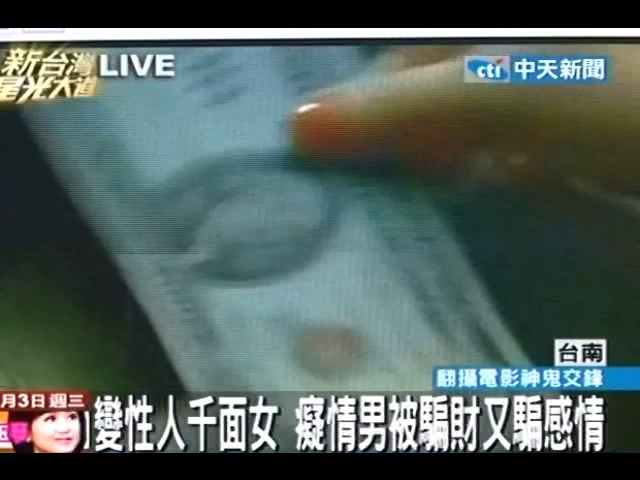 新台灣
星光大道
LIVE
cti 中天新聞
台南
翻攝電影神鬼交鋒
月3日週三
變性人千面女 癡情男被騙財又騙感情